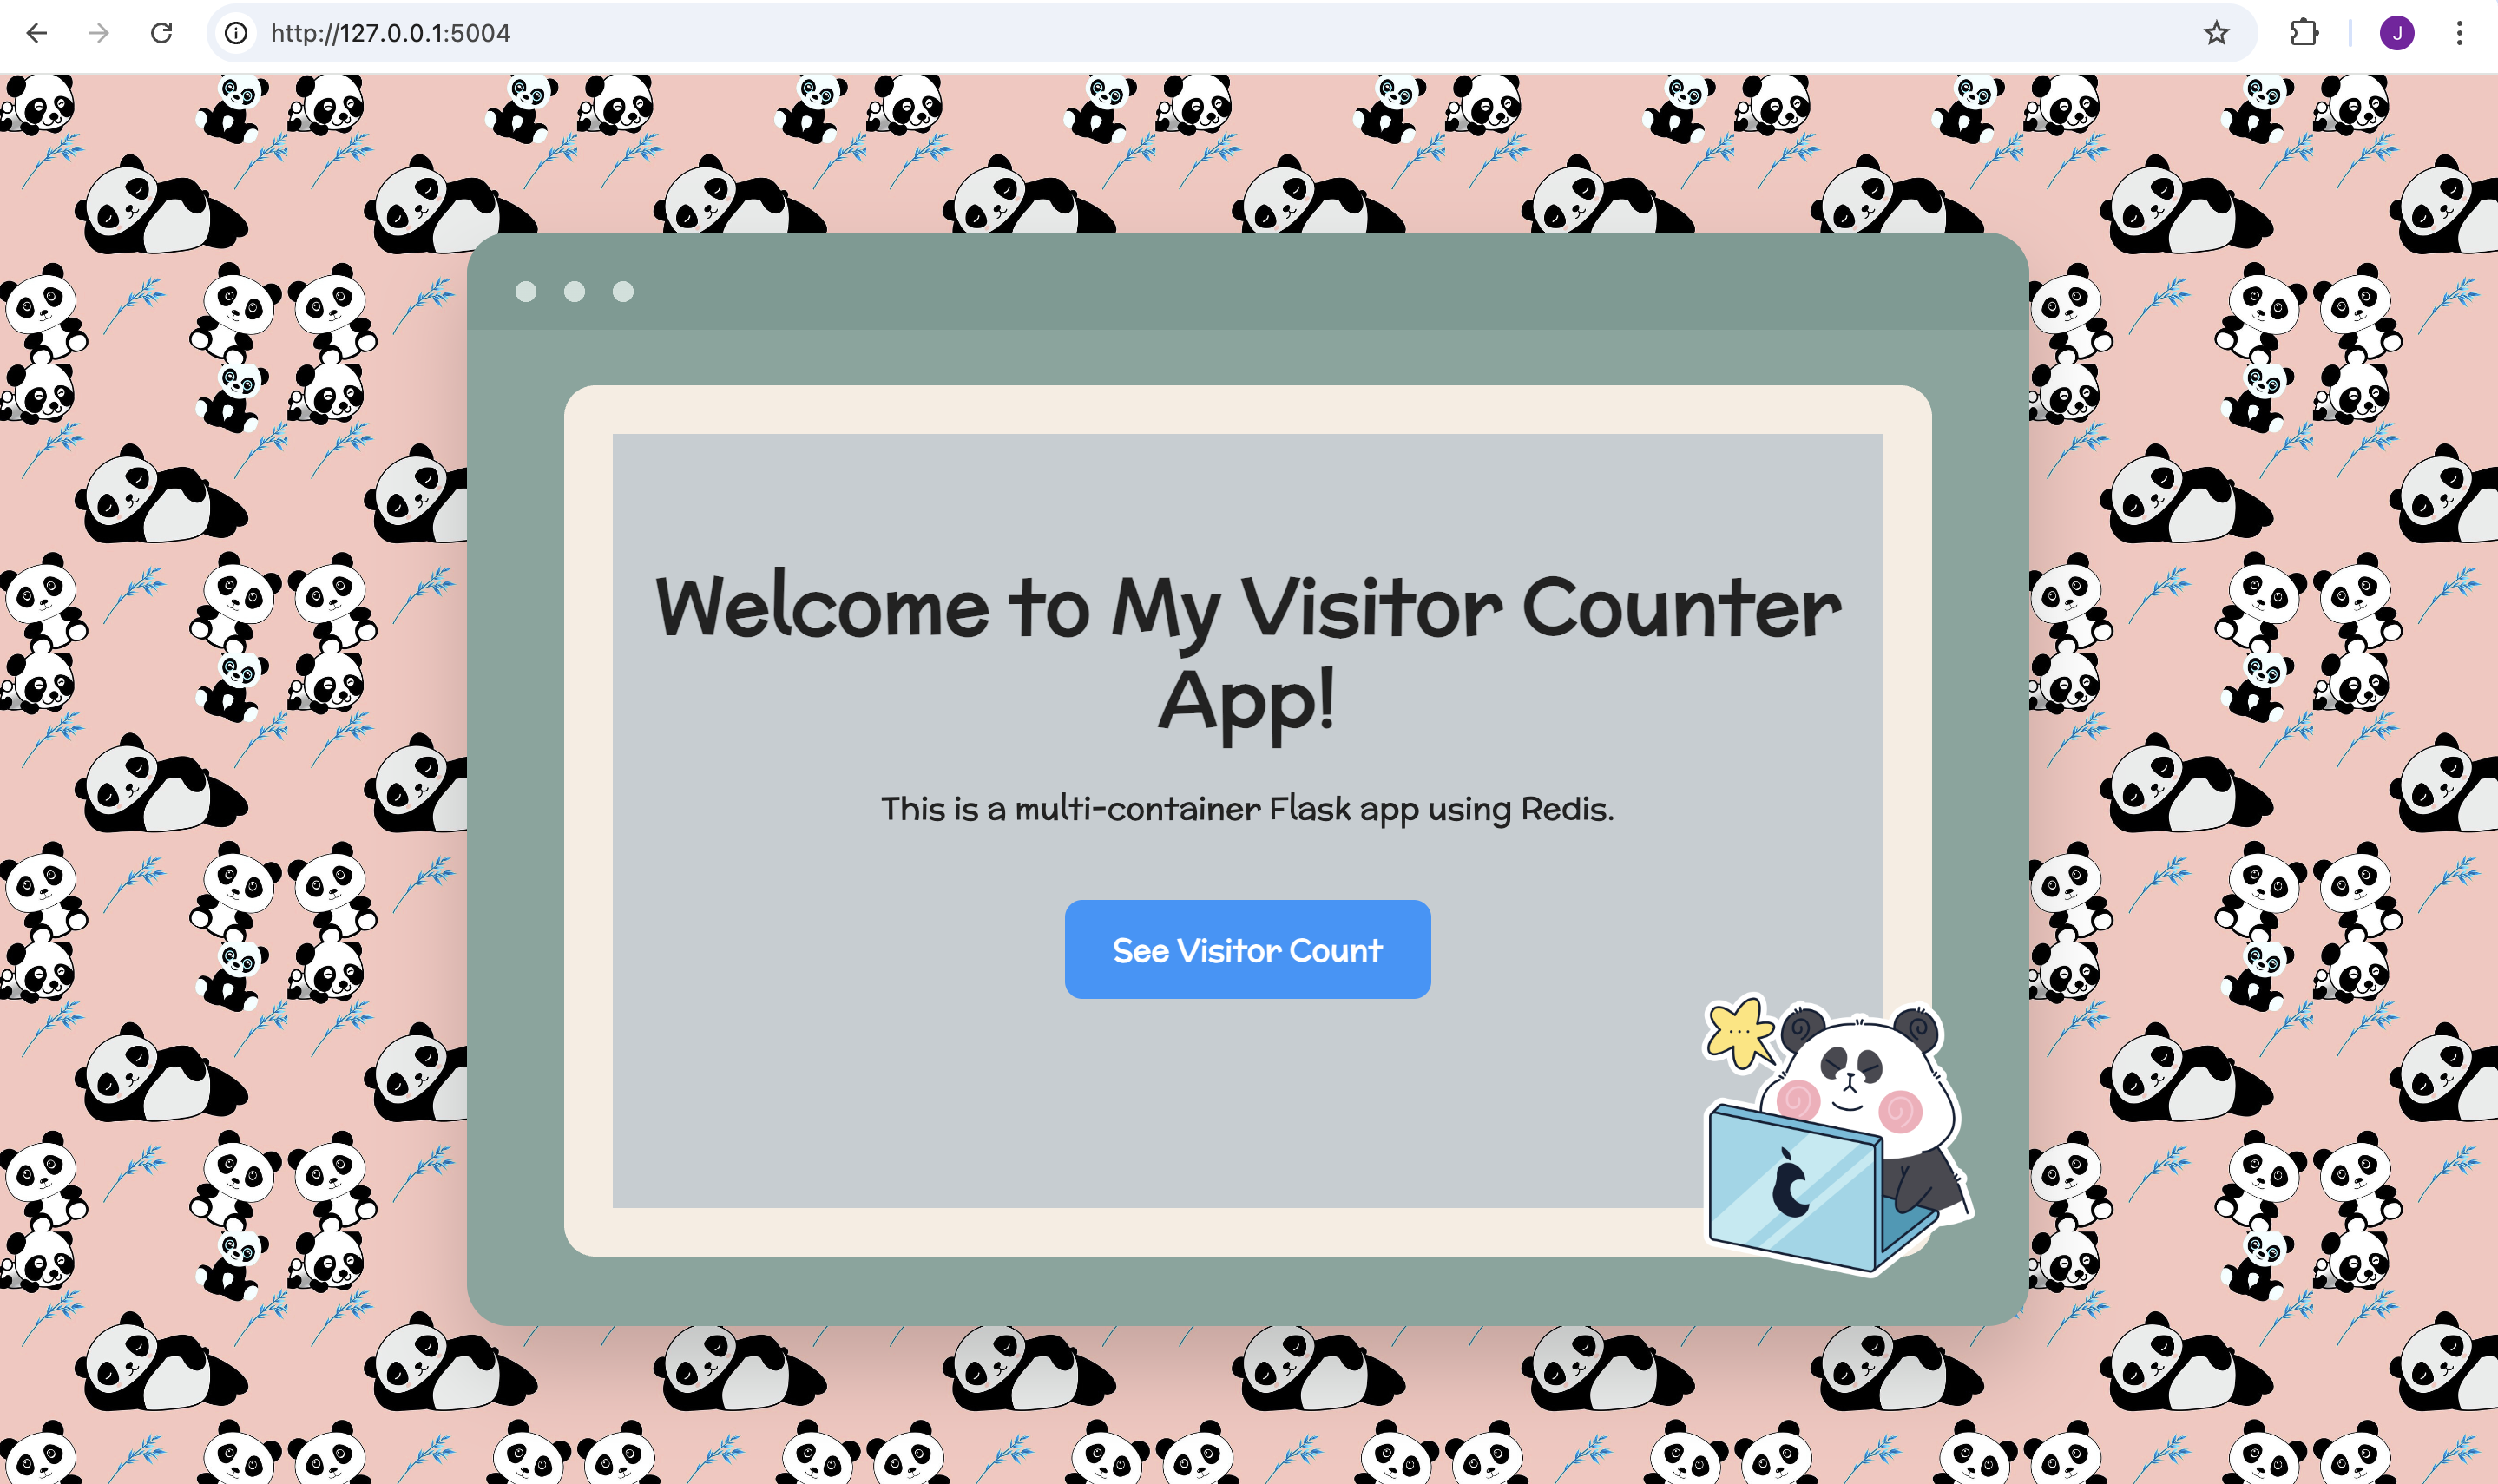 http://127.0.0.1:5004
J
Welcome to My Visitor Counter
App!
This is a multi-container Flask app using Redis.
See Visitor Count